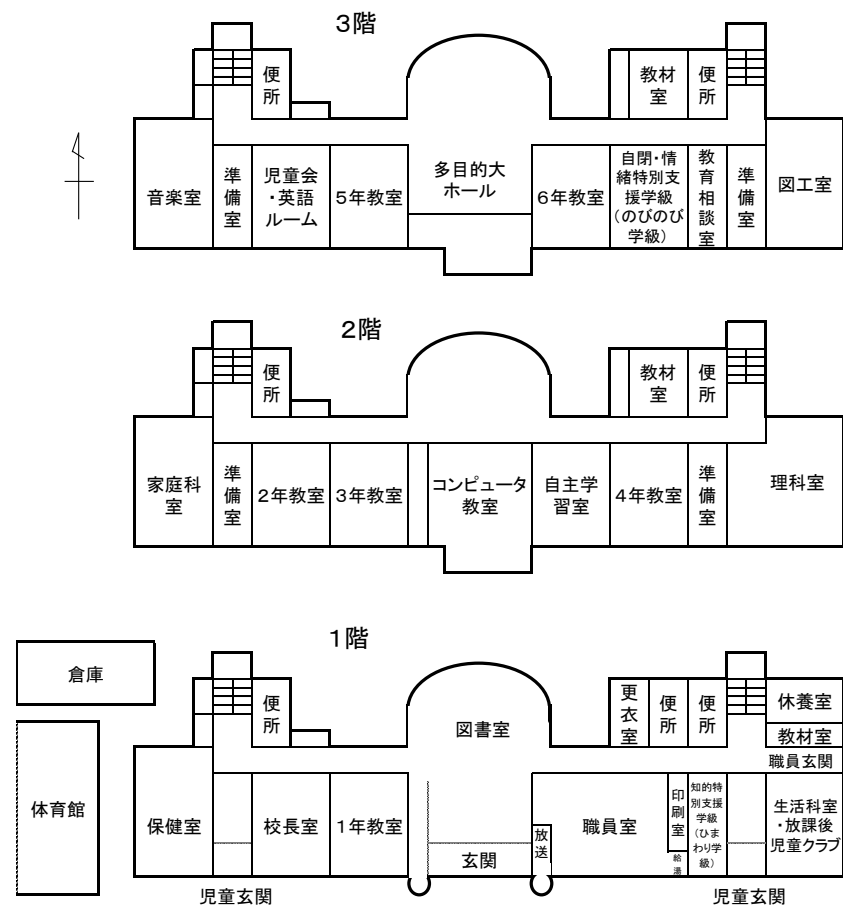 3階
便
所
教材
室
便
所
音楽室
準
備
室
児童会
・英語
ルーム
5年教室
多目的大
ホール
6年教室
自閉・情
緒特別支
援学級
(のびのび
学級)
教
育
相
談
室
準
備
室
図工室
2階
便
所
教材
室
便
所
家庭科
室
準
備
室
2年教室
3年教室
コンピュータ
教室
自主学
習室
4年教室
準
備
室
理科室
1階
倉庫
便
所
図書室
更
衣
室
便
所
便
所
休養室
教材室
職員玄関
体育館
保健室
校長室
1年教室
玄関
放
送
職員室
印
刷
室
給
湯
知的特
別支援
学級
(ひま
わり学
級)
生活科室
・放課後
児童クラブ
児童玄関
児童玄関